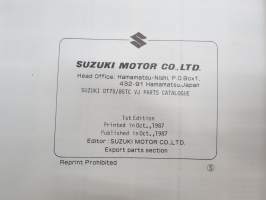 SUZUKI MOTOR CO.,LTD.
Head Office: Hamamatsu-Nishi, P.O.Box1,
432-91 Hamamatsu,Japan
SUZUKI DT75/85TC VJ PARTS CATALOGUE
1st Edition
Printed in Oct.,1987
Published in Oct.,1987
Editor : SUZUKI MOTOR CO.,LTD.
Export parts section
Reprint Prohibited